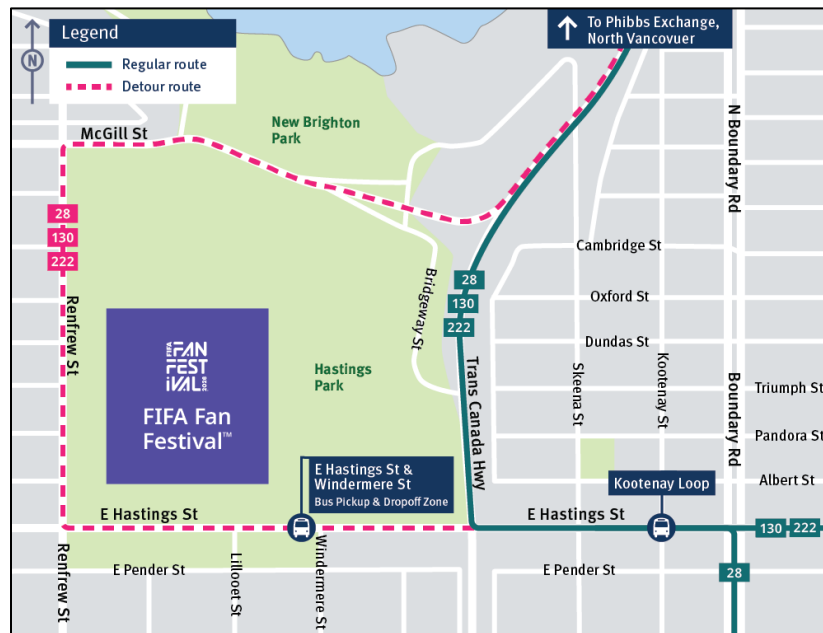 Legend
Regular route
Detour route
N
To Phibbs Exchange,
North Vancovuer
McGill St
New Brighton
Park
N Boundary Rd
28
130
222
Cambridge St
28
130
222
Oxford St
Bridgeway St
Renfrew St
Dundas St
FIFA
FAN
FEST
iVAL
2026
FIFA Fan
Festival™
Hastings
Park
Trans Canada Hwy
Skeena St
Kootenay St
Boundary Rd
Triumph St
Pandora St
E Hastings St &
Windermere St
Bus Pickup & Dropoff Zone
Kootenay Loop
Albert St
E Hastings St
E Hastings St
130
222
Renfrew St
E Pender St
Lillooet St
Windermere St
E Pender St
28